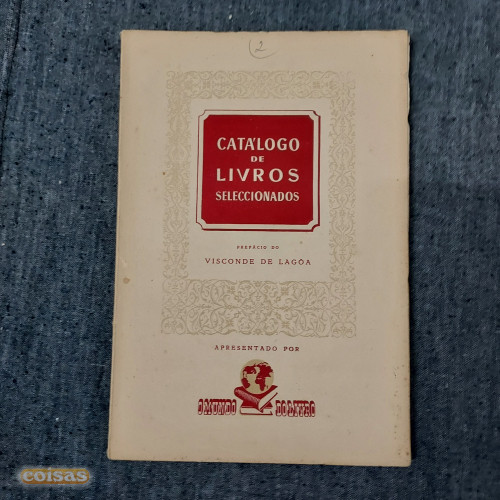 2
CATÁLOGO
DE
LIVROS
SELECCIONADOS
PREFÁCIO DO
VISCONDE DE LAGÔA
APRESENTADO POR
O MUNDO DO LIVRO
coisas